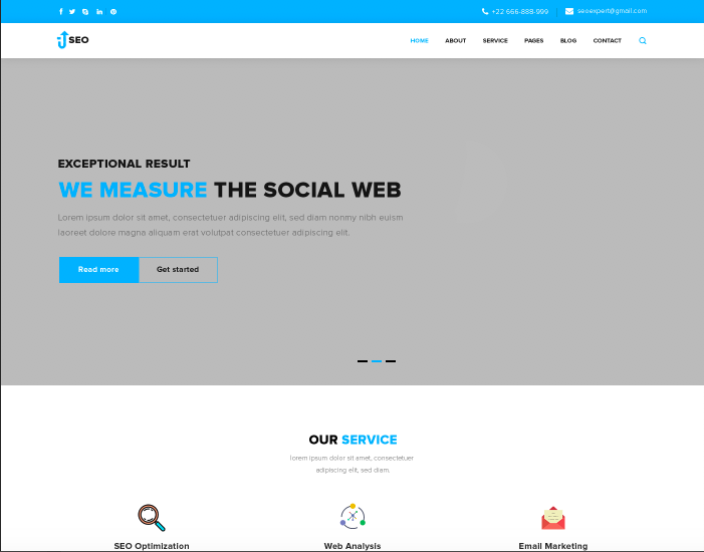 +22 666-888-999
seoexpert@gmail.com
SEO
HOME ABOUT SERVICE PAGES BLOG CONTACT
EXCEPTIONAL RESULT
WE MEASURE THE SOCIAL WEB
Lorem ipsum dolor sit amet, consectetuer adipiscing elit, sed diam nonmy nibh euism
laoreet dolore magna aliquam erat volutpat consectetuer adipiscing elit.
Read more
Get started
OUR SERVICE
lorem ipsum dolor sit amet, consectetuer
adipiscing elit, sed diam.
SEO Optimization
Web Analysis
Email Marketing